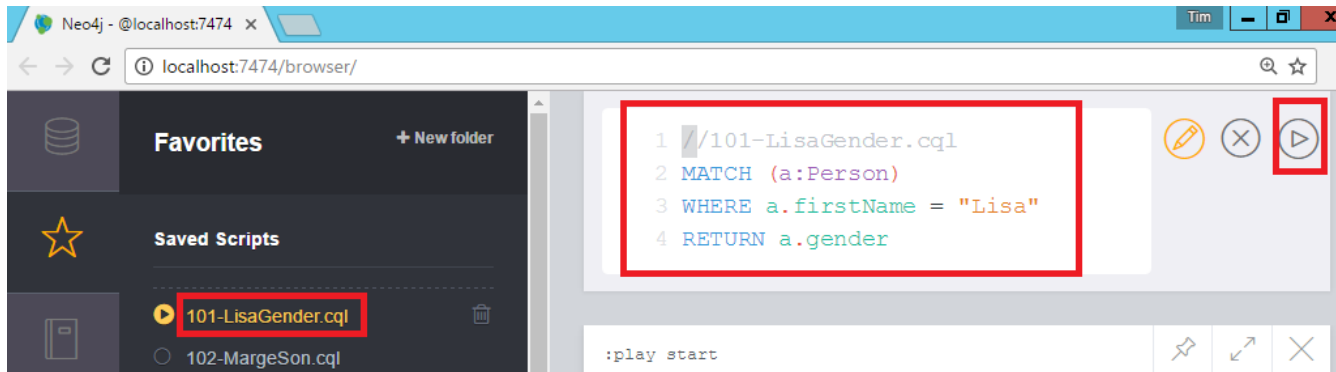 Neo4j - @localhost:7474
Tim
localhost:7474/browser/
Favorites
+ New folder
Saved Scripts
101-LisaGender.cql
102-MargeSon.cql
1 //101-LisaGender.cql
2 MATCH (a:Person)
3 WHERE a.firstName = "Lisa"
4 RETURN a.gender
:play start